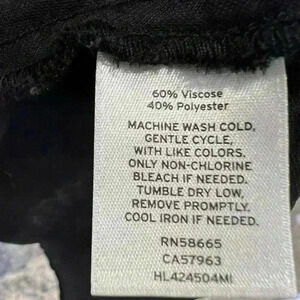 60% Viscose
40% Polyester
MACHINE WASH COLD,
GENTLE CYCLE,
WITH LIKE COLORS.
ONLY NON-CHLORINE
BLEACH IF NEEDED.
TUMBLE DRY LOW,
REMOVE PROMPTLY.
COOL IRON IF NEEDED.
RN58665
CA57963
HL424504MI